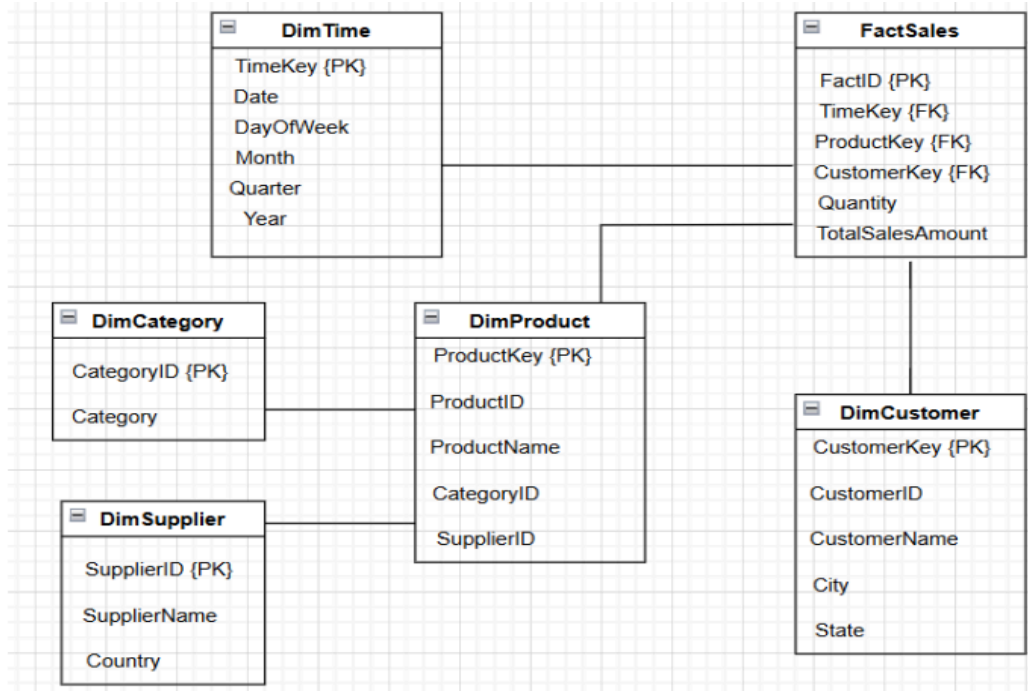 DimTime
TimeKey {PK}
Date
DayOfWeek
Month
Quarter
Year
FactSales
FactID {PK}
TimeKey {FK}
ProductKey {FK}
CustomerKey {FK}
Quantity
TotalSalesAmount
DimCategory
CategoryID {PK}
Category
DimProduct
ProductKey {PK}
ProductID
ProductName
CategoryID
SupplierID
DimCustomer
CustomerKey {PK}
CustomerID
CustomerName
City
State
DimSupplier
SupplierID {PK}
SupplierName
Country